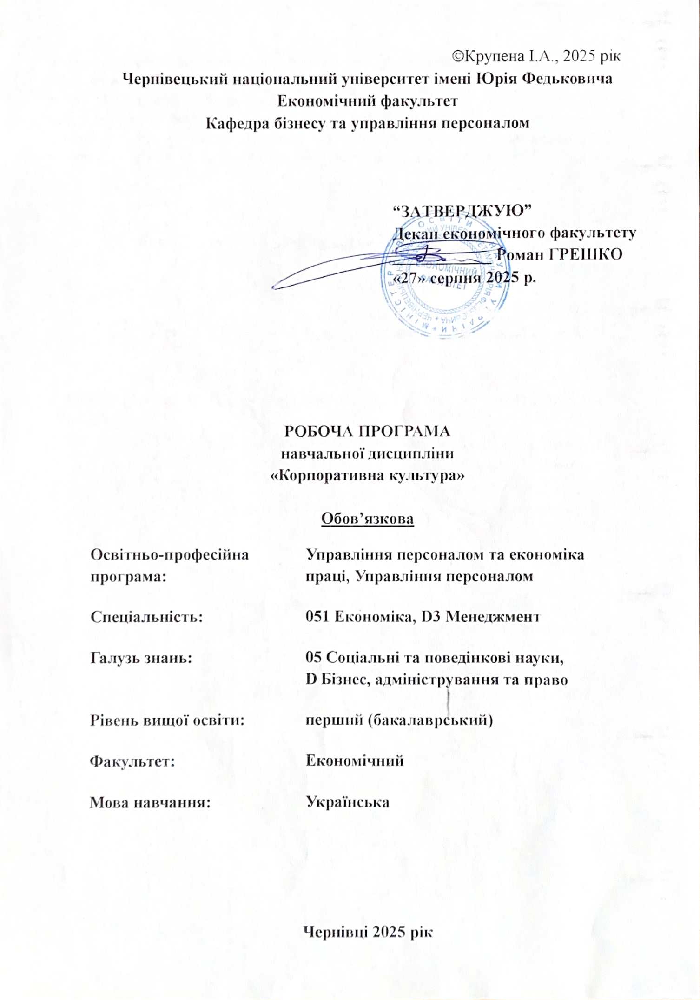 ©Крупена І.А., 2025 рік
Чернівецький національний університет імені Юрія Федьковича
Економічний факультет
Кафедра бізнесу та управління персоналом
“ЗАТВЕРДЖУЮ”
Декан економічного факультету
Роман ГРЕШКО
«27» серпня 2025 р.
РОБОЧА ПРОГРАМА
навчальної дисципліни
«Корпоративна культура»
Обов’язкова
Освітньо-професійна програма: Управління персоналом та економіка
праці, Управління персоналом
Спеціальність: 051 Економіка, D3 Менеджмент
Галузь знань: 05 Соціальні та поведінкові науки,
D Бізнес, адміністрування та право
Рівень вищої освіти: перший (бакалаврський)
Факультет: Економічний
Мова навчання: Українська
Чернівці 2025 рік